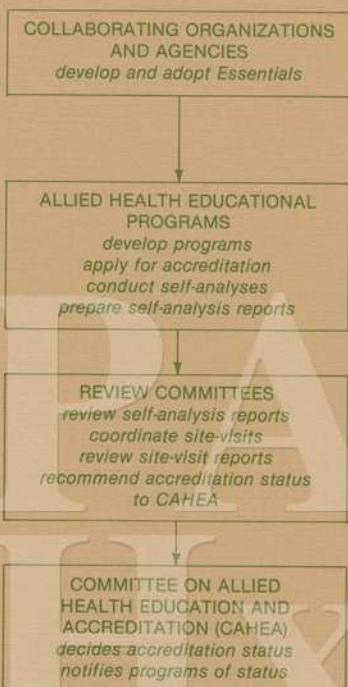 COLLABORATING ORGANIZATIONS
AND AGENCIES
develop and adopt Essentials
ALLIED HEALTH EDUCATIONAL
PROGRAMS
develop programs
apply for accreditation
conduct self-analyses
prepare self-analysis reports
REVIEW COMMITTEES
review self-analysis reports
coordinate site-visits
review site-visit reports
recommend accreditation status
to CAHEA
COMMITTEE ON ALLIED
HEALTH EDUCATION AND
ACCREDITATION (CAHEA)
decides accreditation status
notifies programs of status
PA